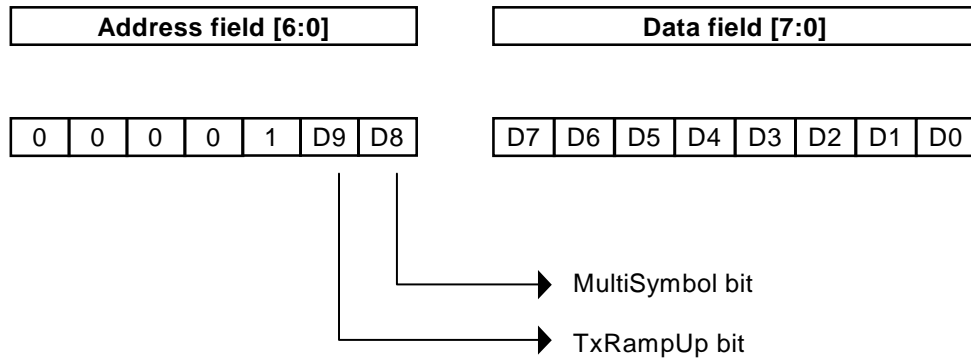 Address field [6:0] Data field [7:0]
0 0 0 0 1 D9 D8 D7 D6 D5 D4 D3 D2 D1 D0
MultiSymbol bit
TxRampUp bit